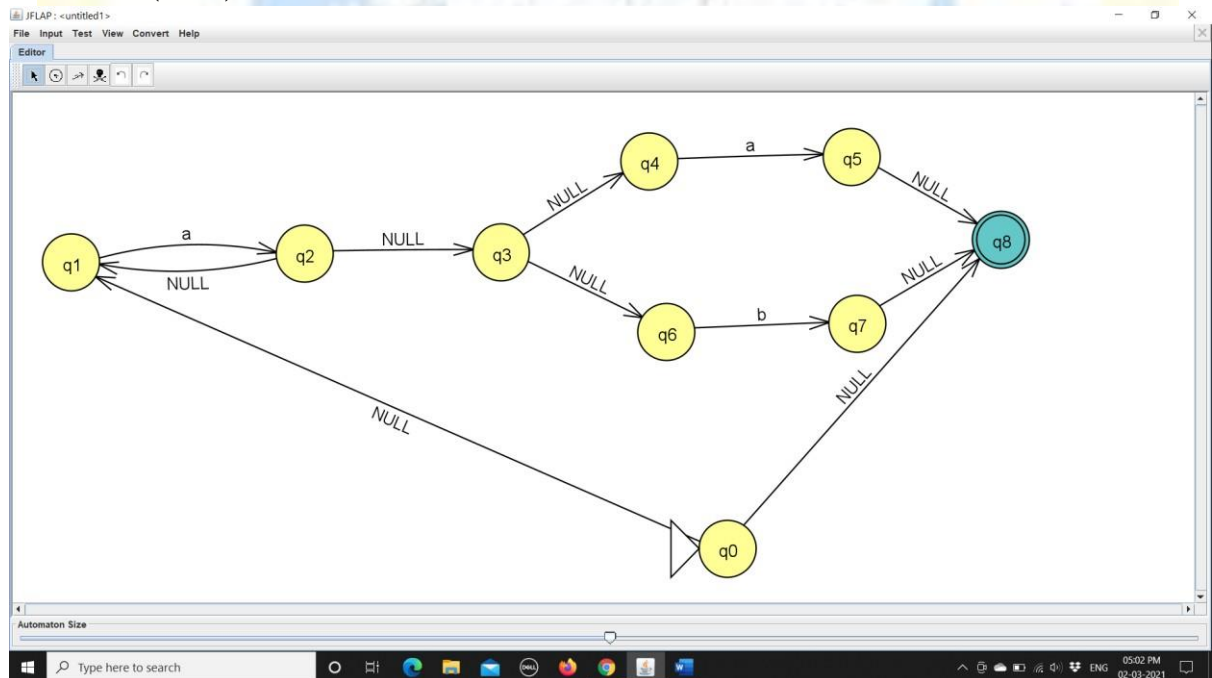 JFLAP : <untitled1>
File Input Test View Convert Help
Editor
q4
a
q5
NULL
NULL
q1
a
q2
NULL
q3
q8
NULL
NULL
NULL
q6
b
q7
NULL
NULL
q0
Automaton Size
Type here to search
DELL
W
ENG
05:02 PM
02-03-2021